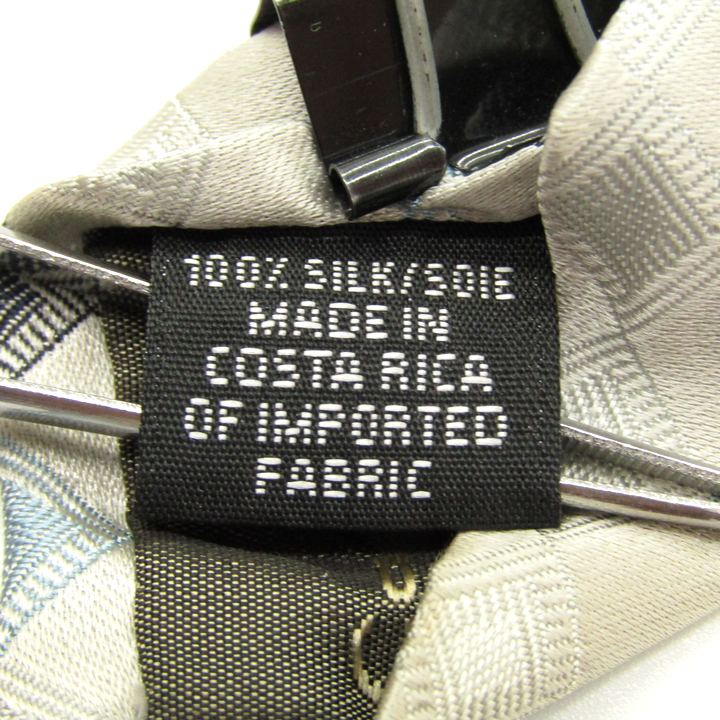 100% SILK/SOIE
MADE IN
COSTA RICA
OF IMPORTED
FABRIC